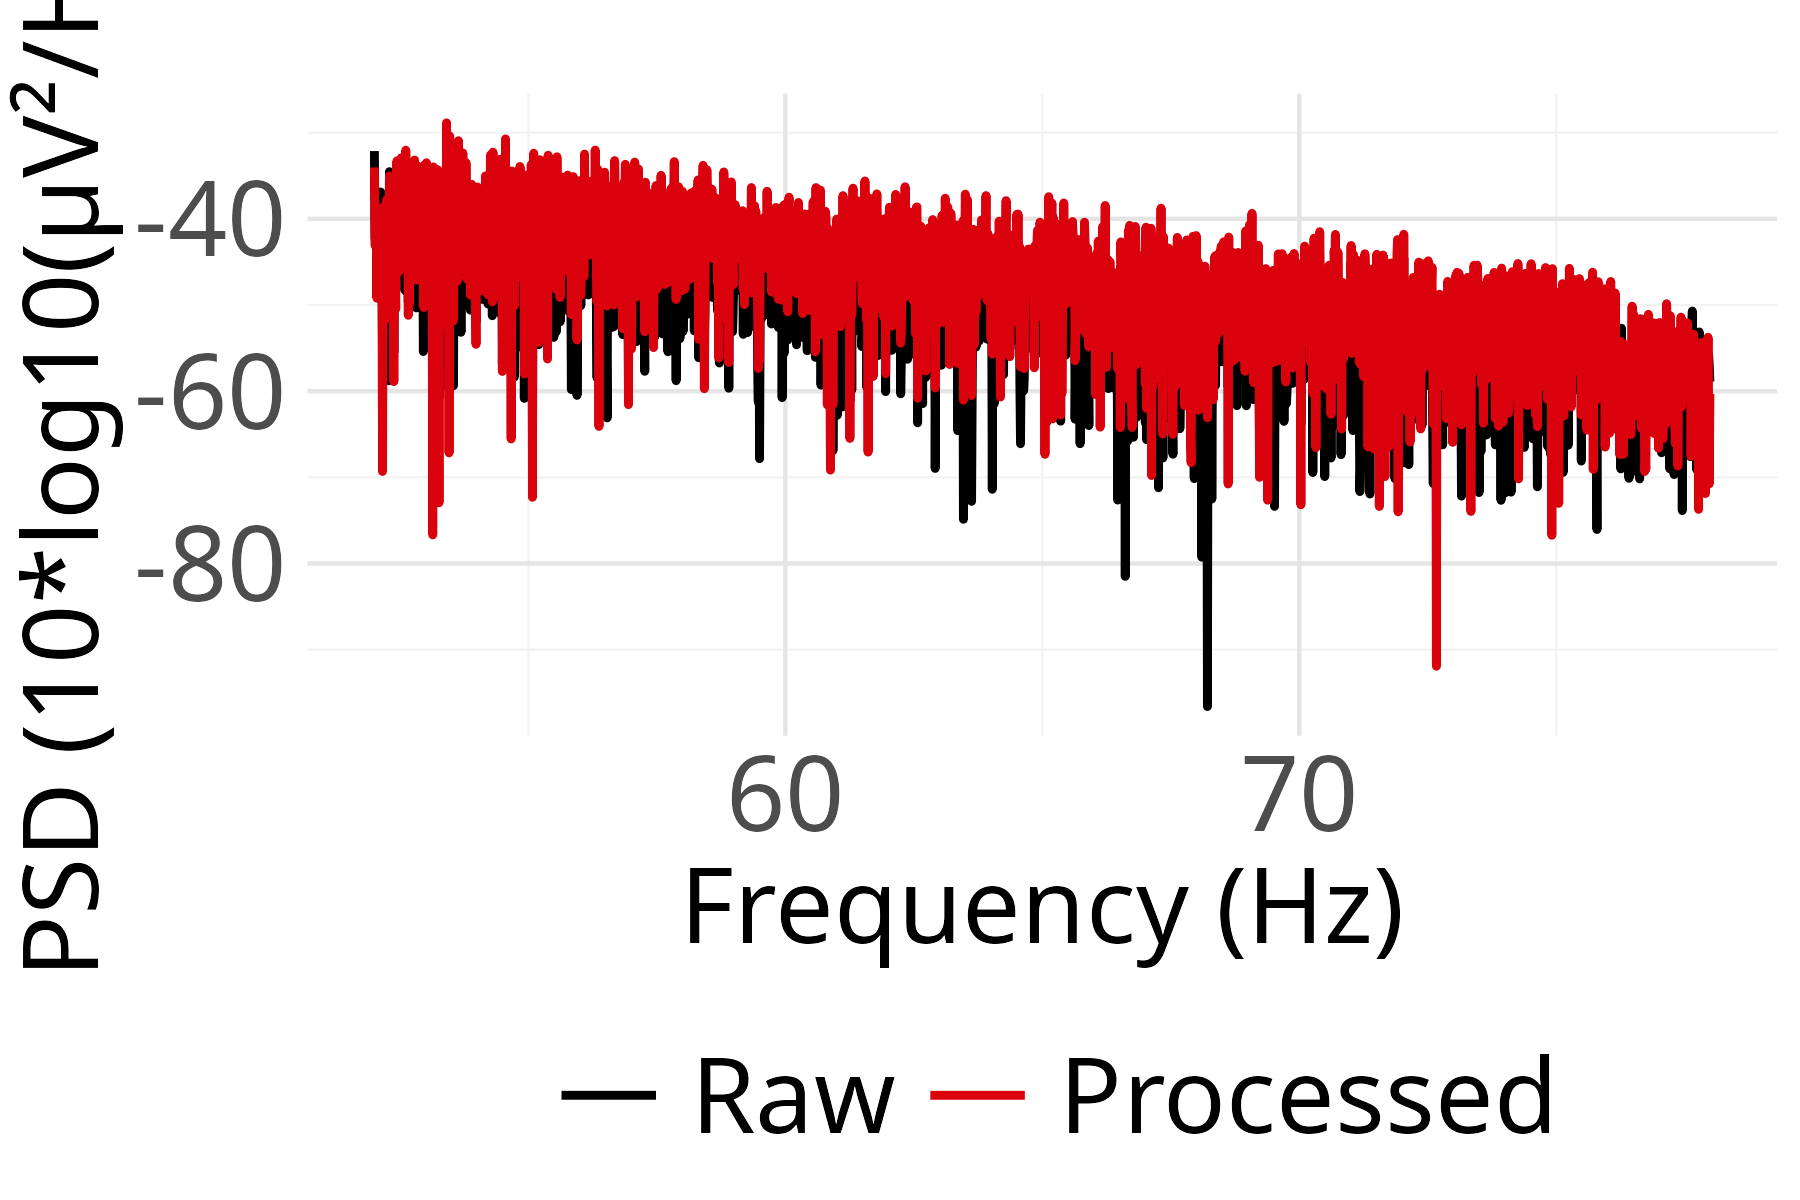 PSD (10*log10(µV²/H
-40
-60
-80
60
70
Frequency (Hz)
Raw
Processed